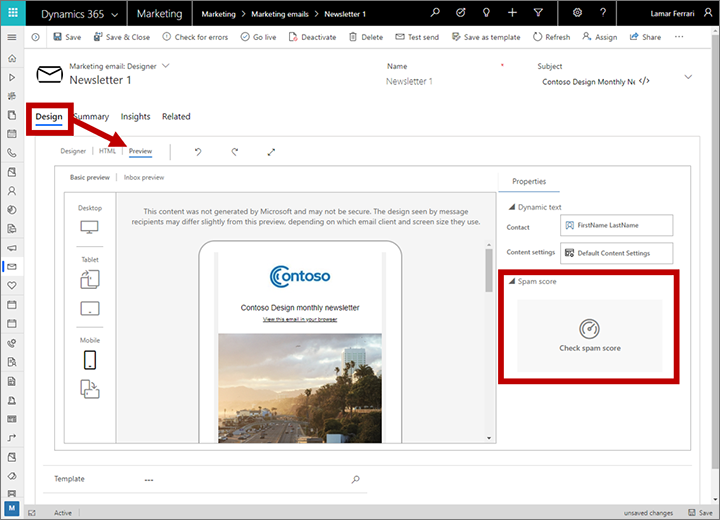 Dynamics 365
Marketing
Marketing > Marketing emails > Newsletter 1
Lamar Ferrari
Save
Save & Close
Check for errors
Go live
Deactivate
Delete
Test send
Save as template
Refresh
Assign
Share
Marketing email: Designer
Newsletter 1
Name
Newsletter 1
*
Subject
Contoso Design Monthly Ne </>
Design
Summary
Insights
Related
Designer
HTML
Preview
Basic preview
Inbox preview
Properties
Desktop
Tablet
Mobile
This content was not generated by Microsoft and may not be secure. The design seen by message
recipients may differ slightly from this preview, depending on which email client and screen size they use.
Contoso
Contoso Design monthly newsletter
View this email in your browser
Dynamic text
Contact
FirstName LastName
Content settings
Default Content Settings
Spam score
Check spam score
Template
---
M
Active
unsaved changes
Save